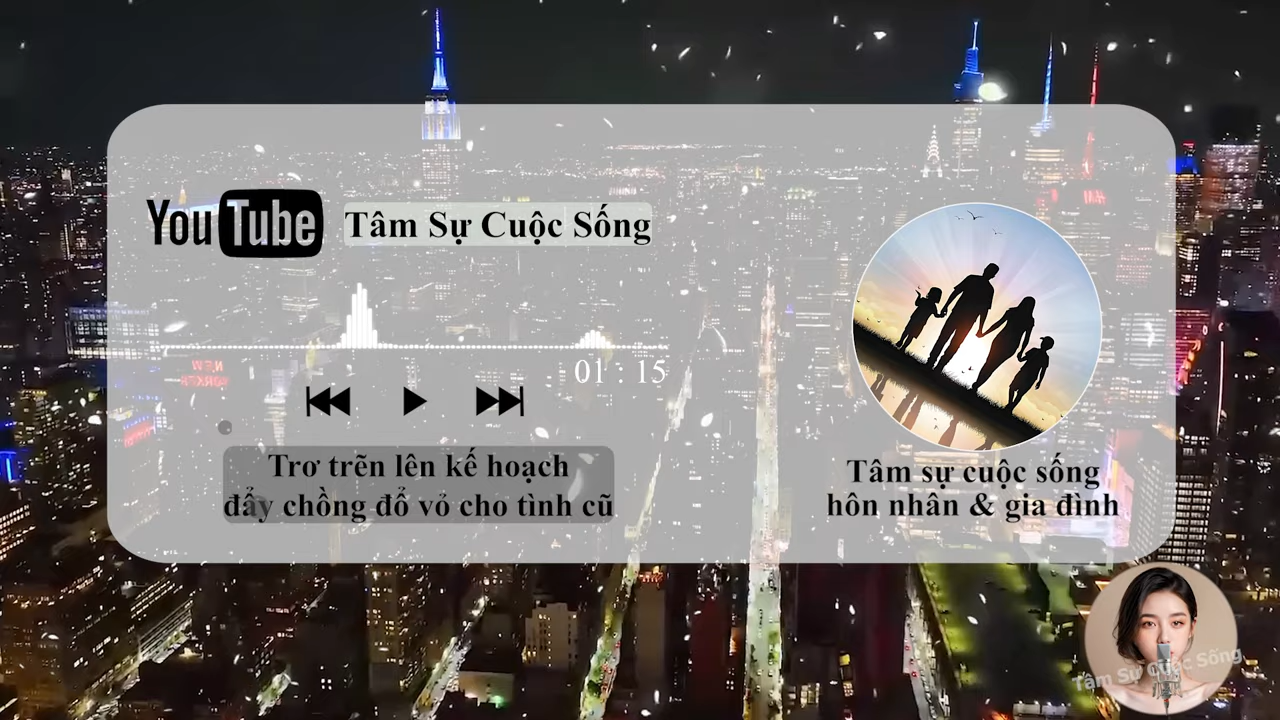 YouTube
Tâm Sự Cuộc Sống
01 : 15
Trơ trẽn lên kế hoạch
đẩy chồng đổ vỏ cho tình cũ
Tâm sự cuộc sống
hôn nhân & gia đình
Tâm Sự Cuộc Sống